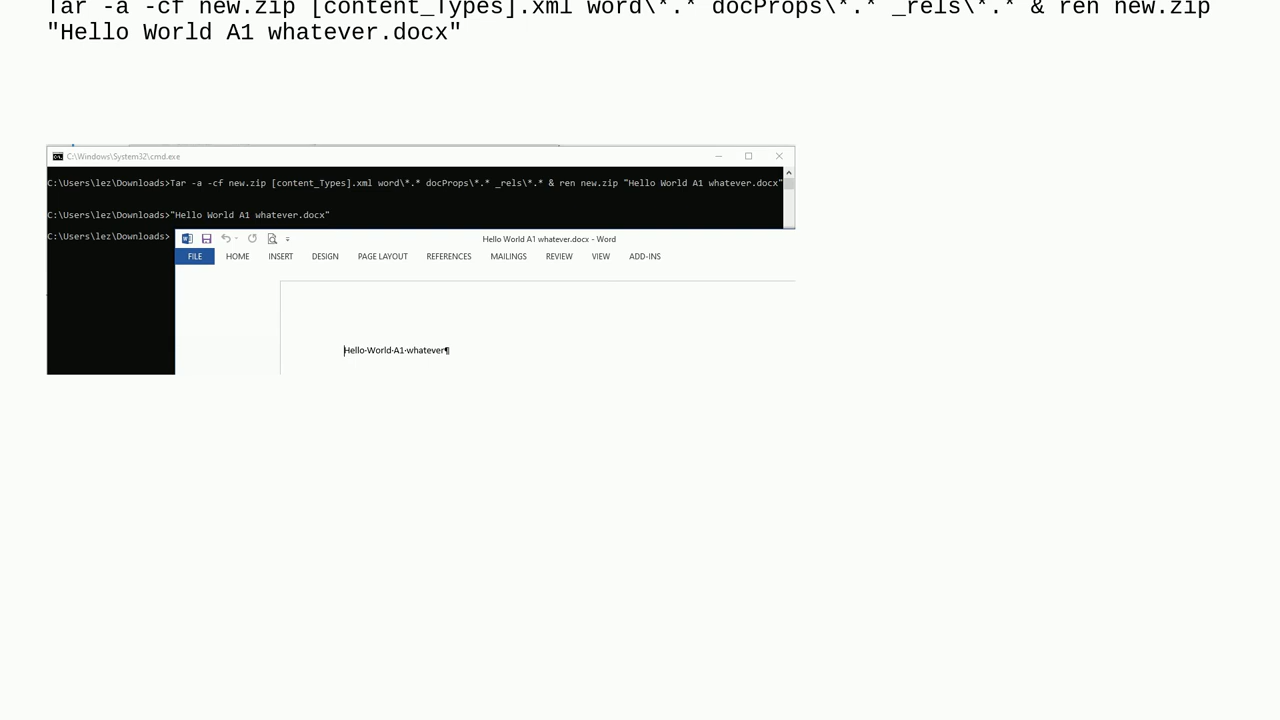 Tar -a -cf new.zip [content_Types].xml word\*.* docProps\*.* _rels\*.* & ren new.zip
"Hello World A1 whatever.docx"
C:\Windows\System32\cmd.exe
C:\Users\lez\Downloads>Tar -a -cf new.zip [content_Types].xml word\*.* docProps\*.* _rels\*.* & ren new.zip "Hello World A1 whatever.docx"
C:\Users\lez\Downloads>"Hello World A1 whatever.docx"
C:\Users\lez\Downloads>
Hello World A1 whatever.docx - Word
FILE HOME INSERT DESIGN PAGE LAYOUT REFERENCES MAILINGS REVIEW VIEW ADD-INS
Hello·World·A1·whatever¶